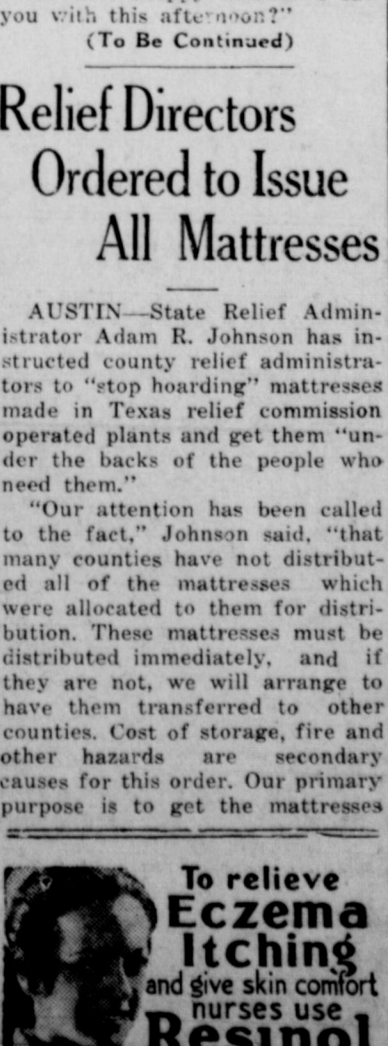 you with this afternoon?"
(To Be Continued)
Relief Directors
Ordered to Issue
All Mattresses
AUSTIN—State Relief Admin-
istrator Adam R. Johnson has in-
structed county relief administra-
tors to "stop hoarding" mattresses
made in Texas relief commission
operated plants and get them "un-
der the backs of the people who
need them."
"Our attention has been called
to the fact," Johnson said, "that
many counties have not distribut-
ed all of the mattresses which
were allocated to them for distri-
bution. These mattresses must be
distributed immediately, and if
they are not, we will arrange to
have them transferred to other
counties. Cost of storage, fire and
other hazards are secondary
causes for this order. Our primary
purpose is to get the mattresses
To relieve
Eczema
Itching
and give skin comfort
nurses use
Resinol